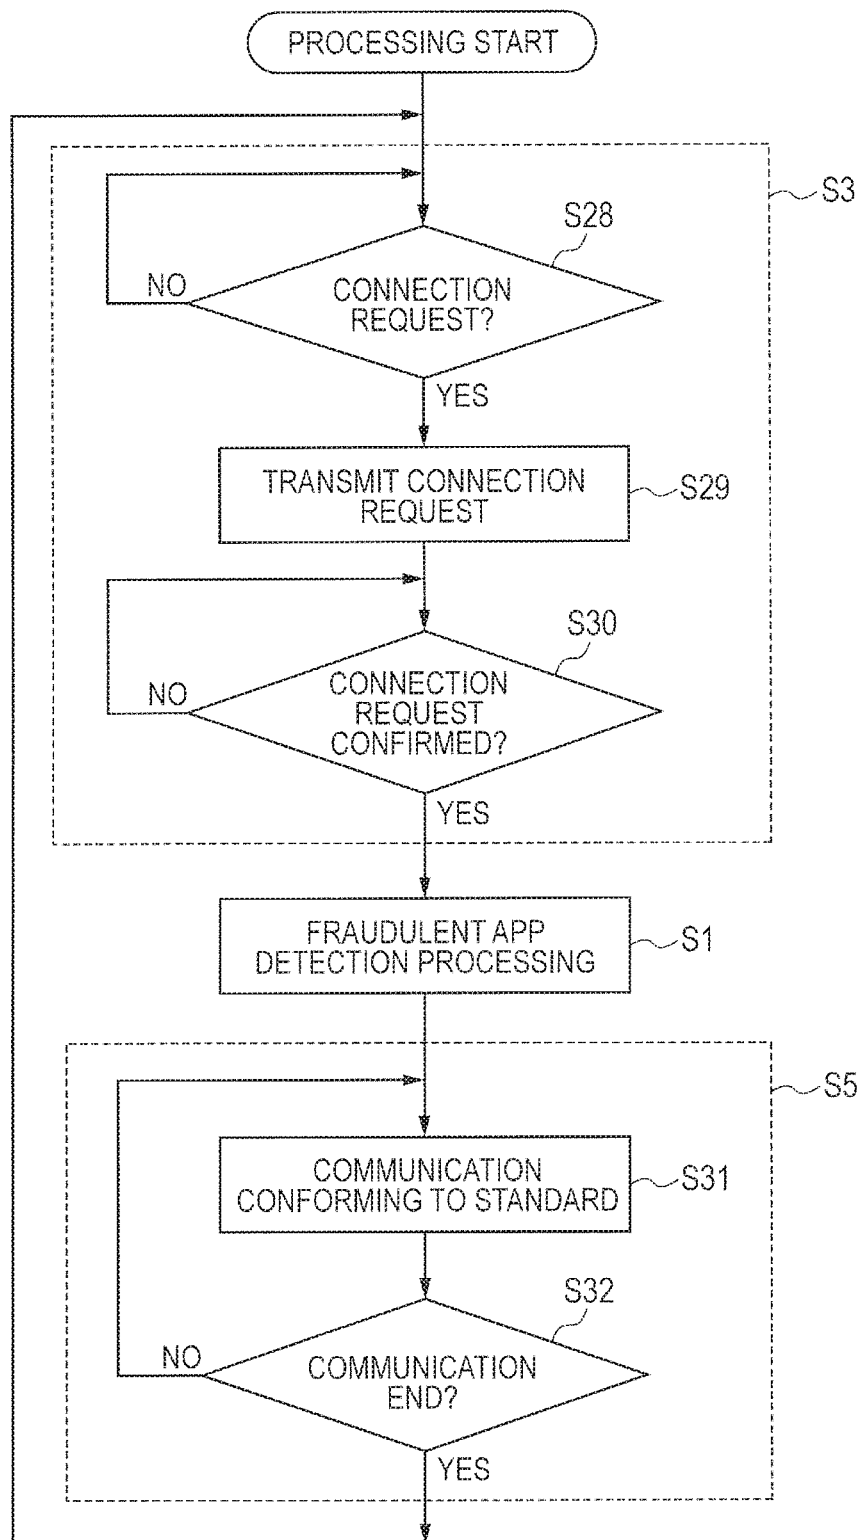 PROCESSING START
S3
S28
NO
CONNECTION
REQUEST?
YES
TRANSMIT CONNECTION
REQUEST
S29
S30
NO
CONNECTION
REQUEST
CONFIRMED?
YES
FRAUDULENT APP
DETECTION PROCESSING
S1
S5
COMMUNICATION
CONFORMING TO STANDARD
S31
S32
NO
COMMUNICATION
END?
YES